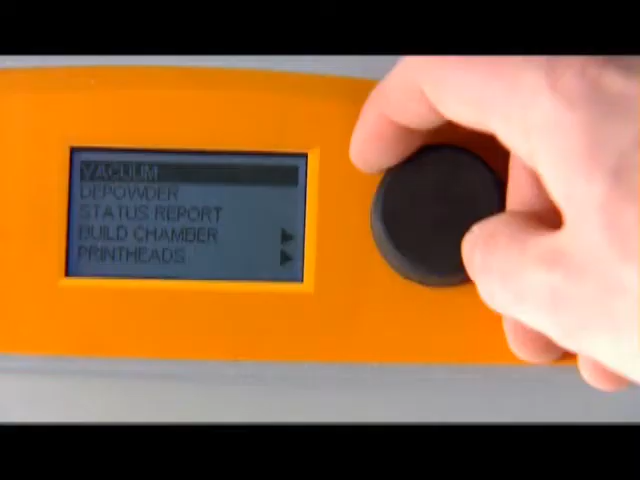 VACUUM
DEPOWDER
STATUS REPORT
BUILD CHAMBER
PRINTHEADS